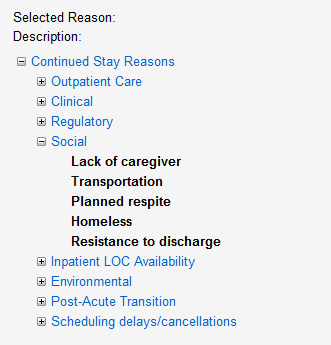 Selected Reason:
Description:
Continued Stay Reasons
Outpatient Care
Clinical
Regulatory
Social
Lack of caregiver
Transportation
Planned respite
Homeless
Resistance to discharge
Inpatient LOC Availability
Environmental
Post-Acute Transition
Scheduling delays/cancellations